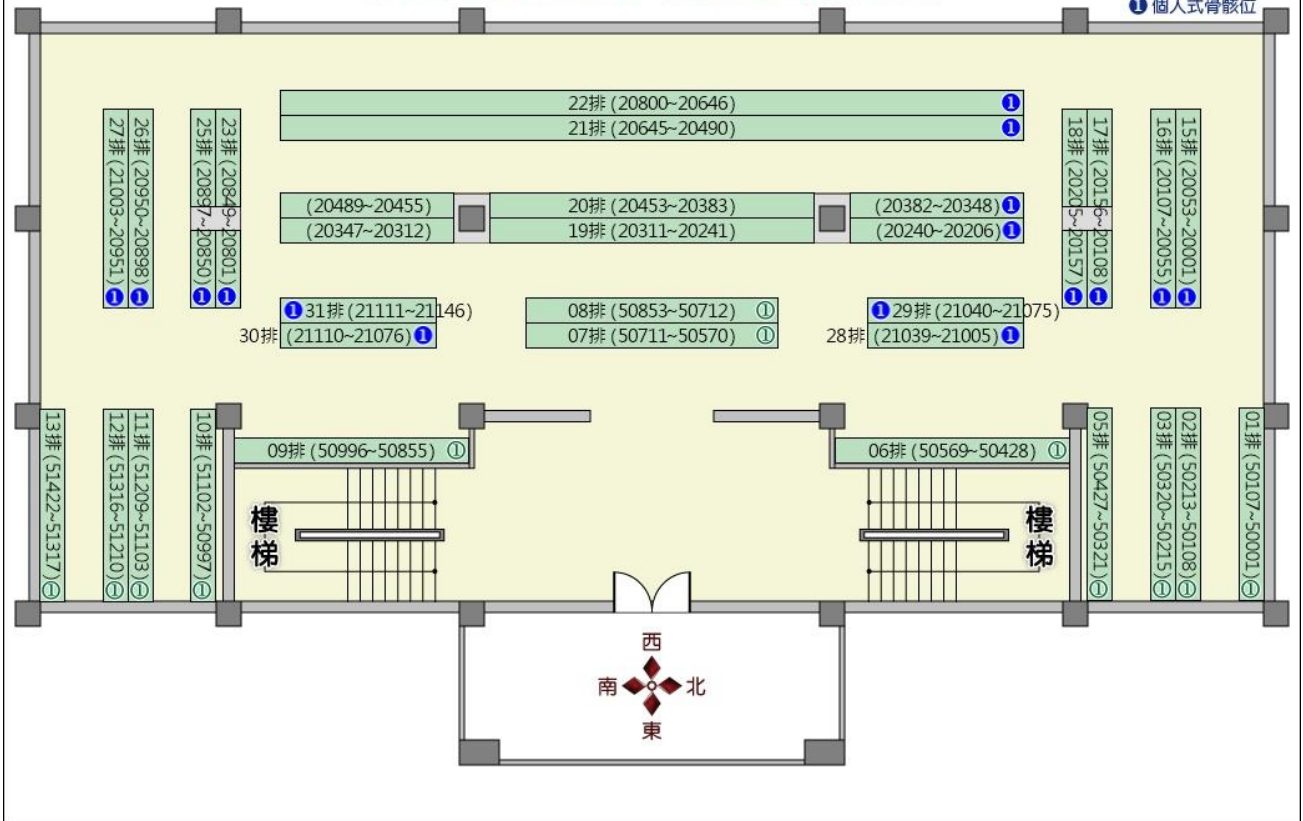 ❶ 個人式骨骸位
22排 (20800~20646) ❶
21排 (20645~20490) ❶
27排 (21003~20951) ❶
26排 (20950~20898) ❶
25排 (20897~20850) ❶
23排 (20849~20801) ❶
(20489~20455)
20排 (20453~20383)
(20382~20348) ❶
(20347~20312)
19排 (20311~20241)
(20240~20206) ❶
18排 (20205~20157) ❶
17排 (20156~20108) ❶
16排 (20107~20055) ❶
15排 (20053~20001) ❶
❶ 31排 (21111~21146)
30排 (21110~21076) ❶
08排 (50853~50712) ①
07排 (50711~50570) ①
❶ 29排 (21040~21075)
28排 (21039~21005) ❶
13排 (51422~51317) ①
12排 (51316~51210) ①
11排 (51209~51103) ①
10排 (51102~50997) ①
09排 (50996~50855) ①
06排 (50569~50428) ①
05排 (50427~50321) ①
03排 (50320~50215) ①
02排 (50213~50108) ①
01排 (50107~50001) ①
樓梯
樓梯
西
南 北
東